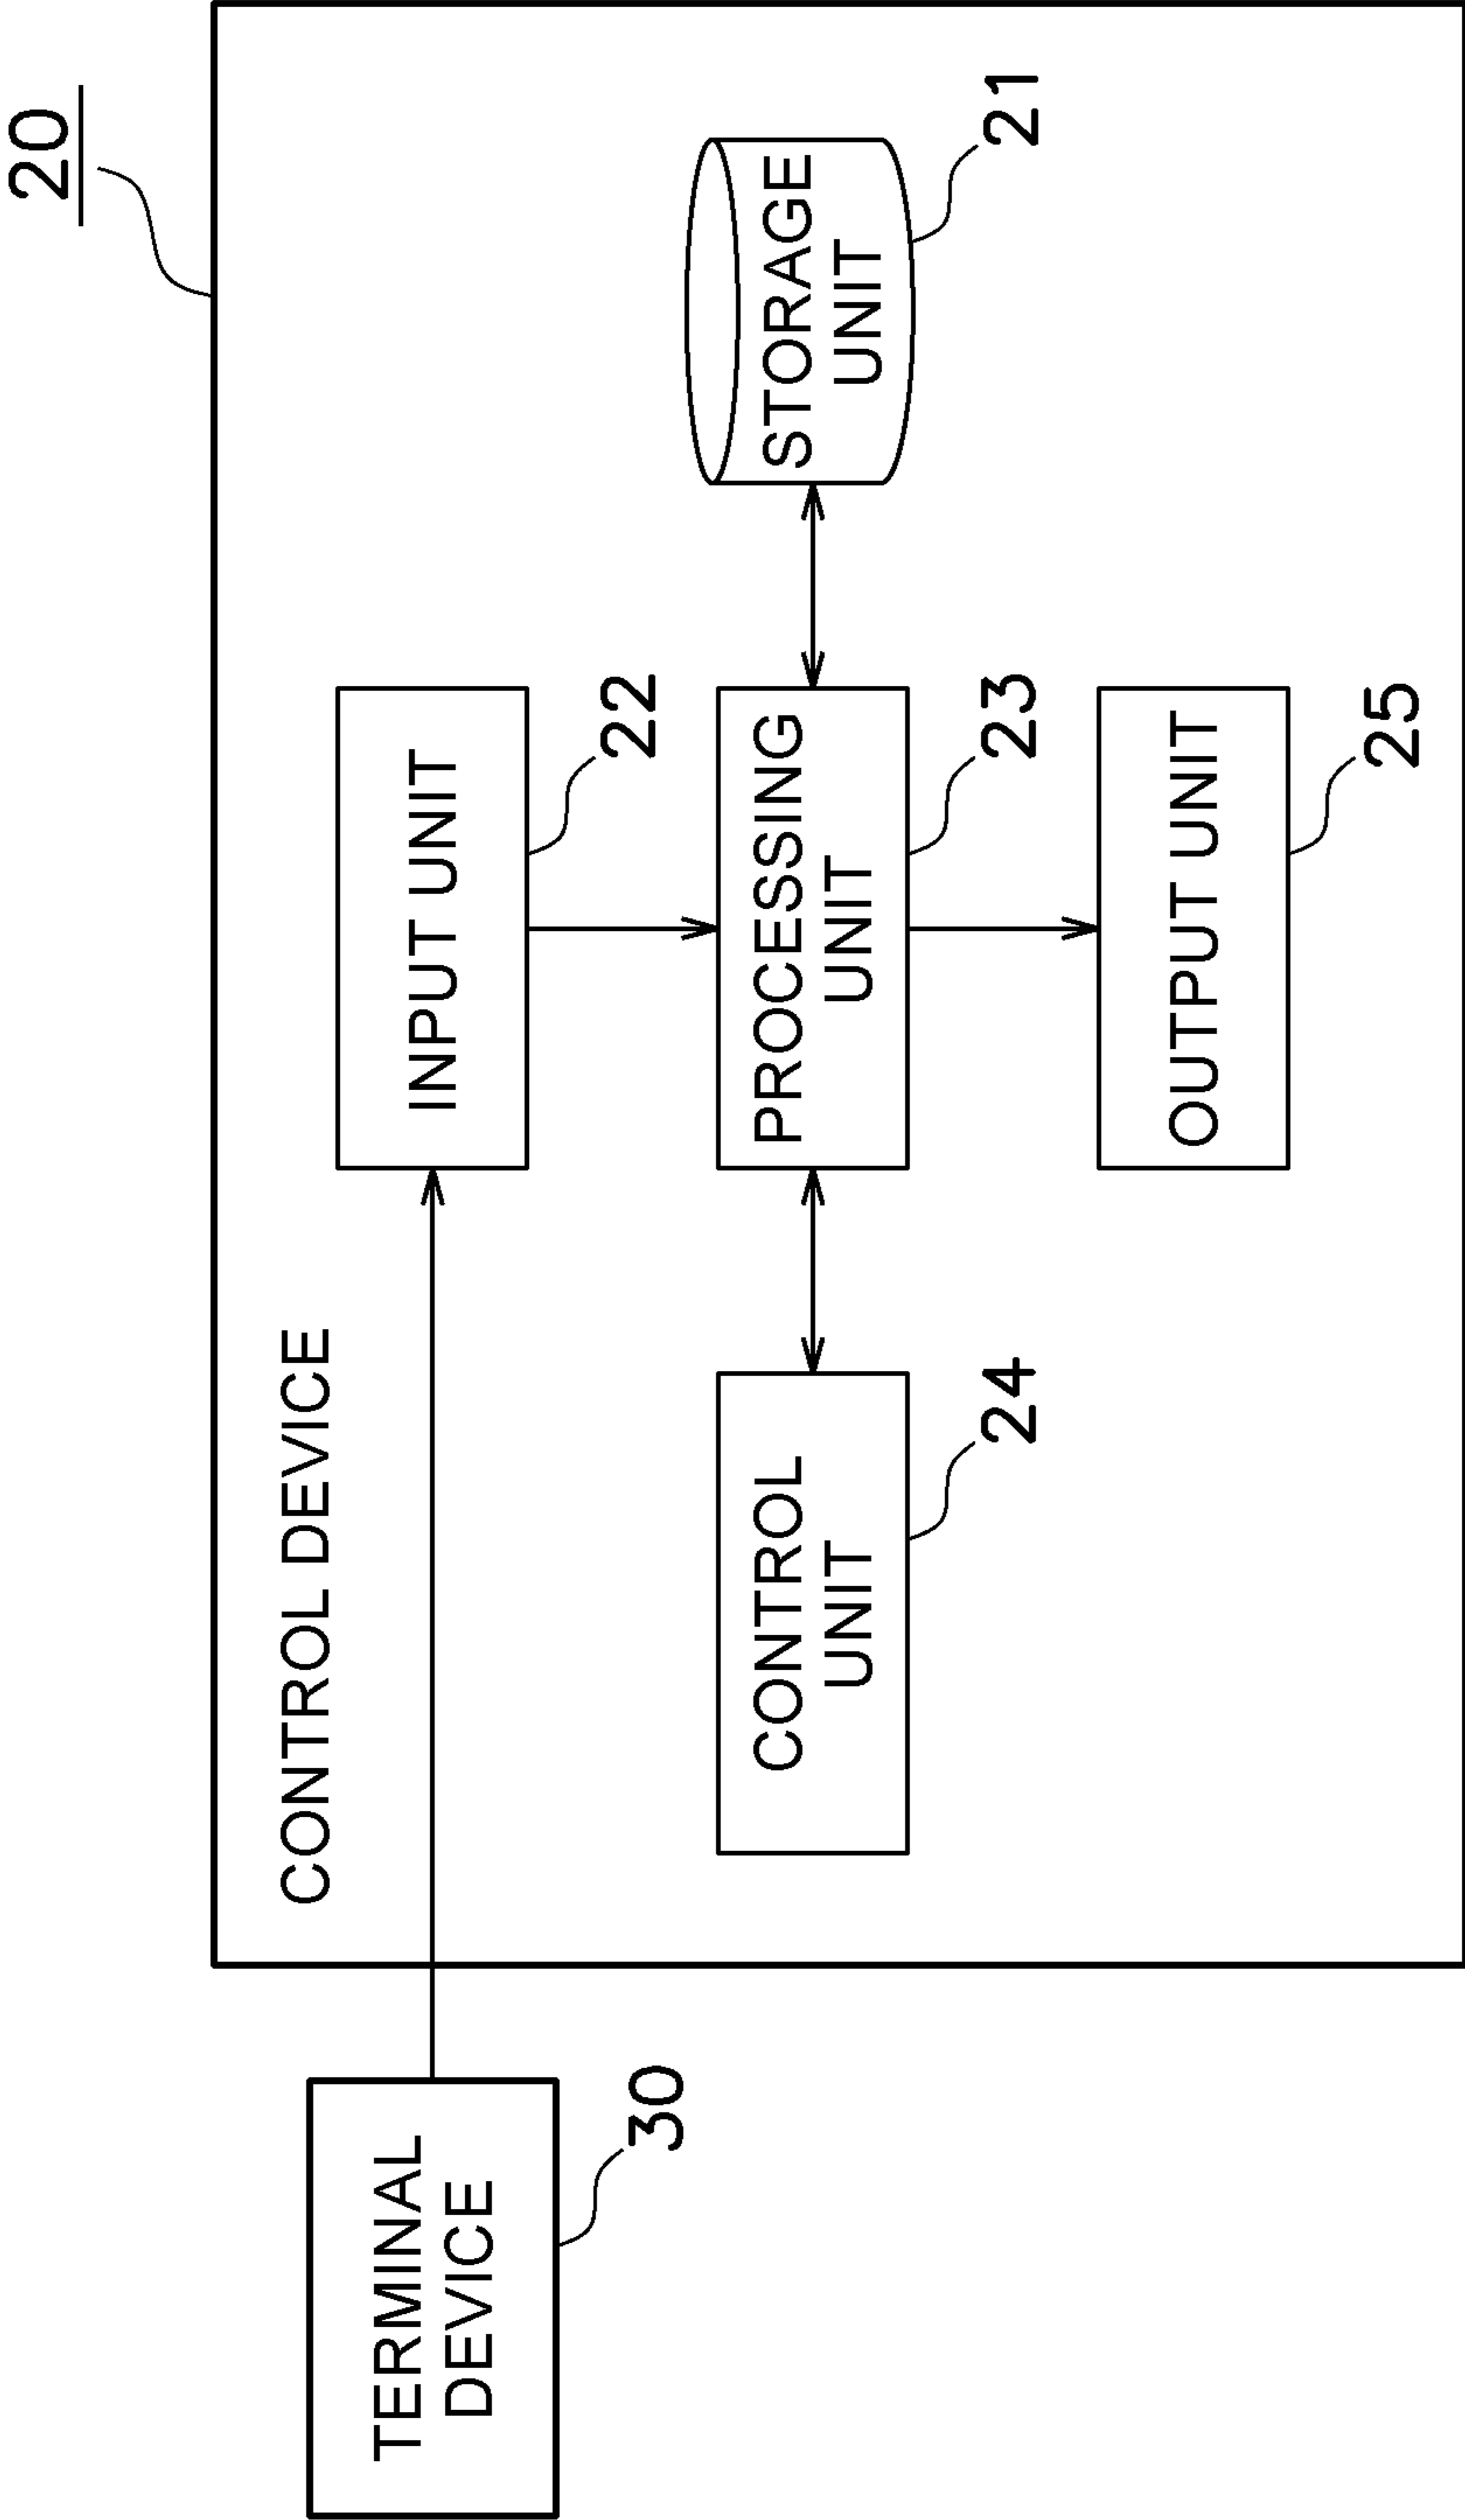 20
CONTROL DEVICE
TERMINAL
DEVICE
30
INPUT UNIT
22
CONTROL
UNIT
24
PROCESSING
UNIT
23
STORAGE
UNIT
21
OUTPUT UNIT
25